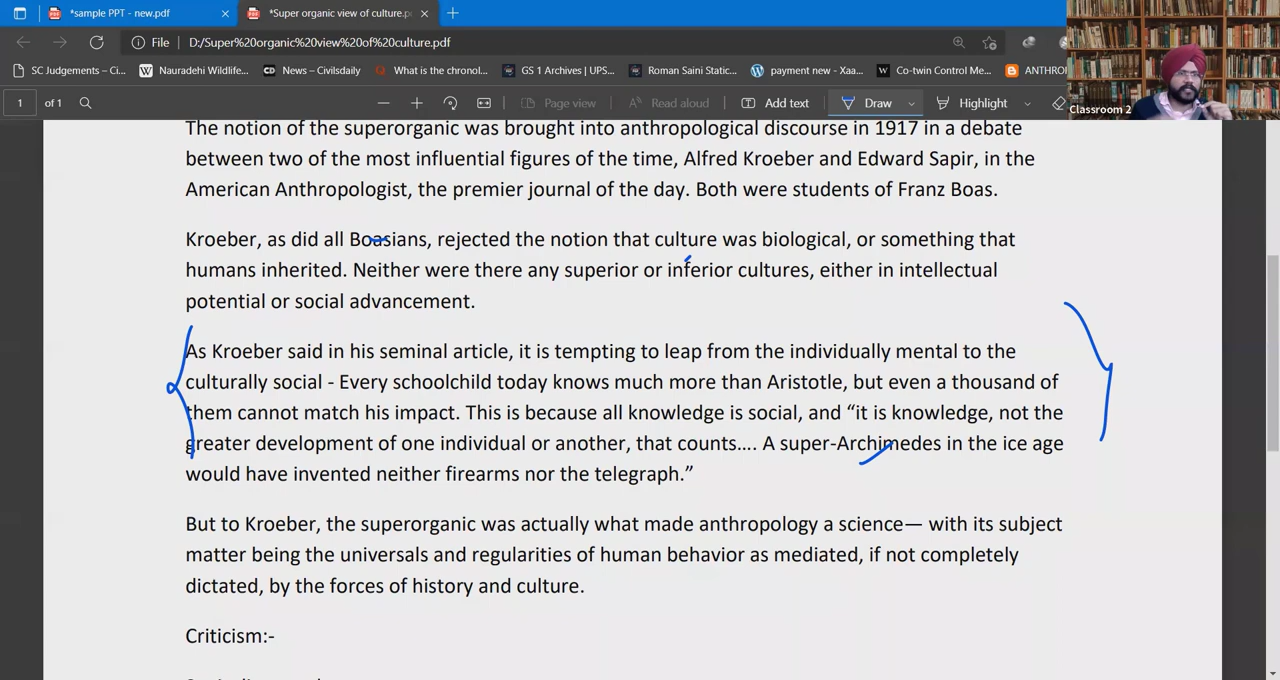 *sample PPT - new.pdf
*Super organic view of culture.p
File
D:/Super%20organic%20view%20of%20culture.pdf
SC Judgements – Ci...
Nauradehi Wildlife...
News – Civilsdaily
What is the chronol...
GS 1 Archives | UPS...
Roman Saini Static...
payment new - Xaa...
Co-twin Control Me...
ANTHRO
Classroom 2
1 of 1
Page view
Read aloud
Add text
Draw
Highlight
The notion of the superorganic was brought into anthropological discourse in 1917 in a debate
between two of the most influential figures of the time, Alfred Kroeber and Edward Sapir, in the
American Anthropologist, the premier journal of the day. Both were students of Franz Boas.
Kroeber, as did all Boasians, rejected the notion that culture was biological, or something that
humans inherited. Neither were there any superior or inferior cultures, either in intellectual
potential or social advancement.
As Kroeber said in his seminal article, it is tempting to leap from the individually mental to the
culturally social - Every schoolchild today knows much more than Aristotle, but even a thousand of
them cannot match his impact. This is because all knowledge is social, and “it is knowledge, not the
greater development of one individual or another, that counts…. A super-Archimedes in the ice age
would have invented neither firearms nor the telegraph.”
But to Kroeber, the superorganic was actually what made anthropology a science— with its subject
matter being the universals and regularities of human behavior as mediated, if not completely
dictated, by the forces of history and culture.
Criticism:-